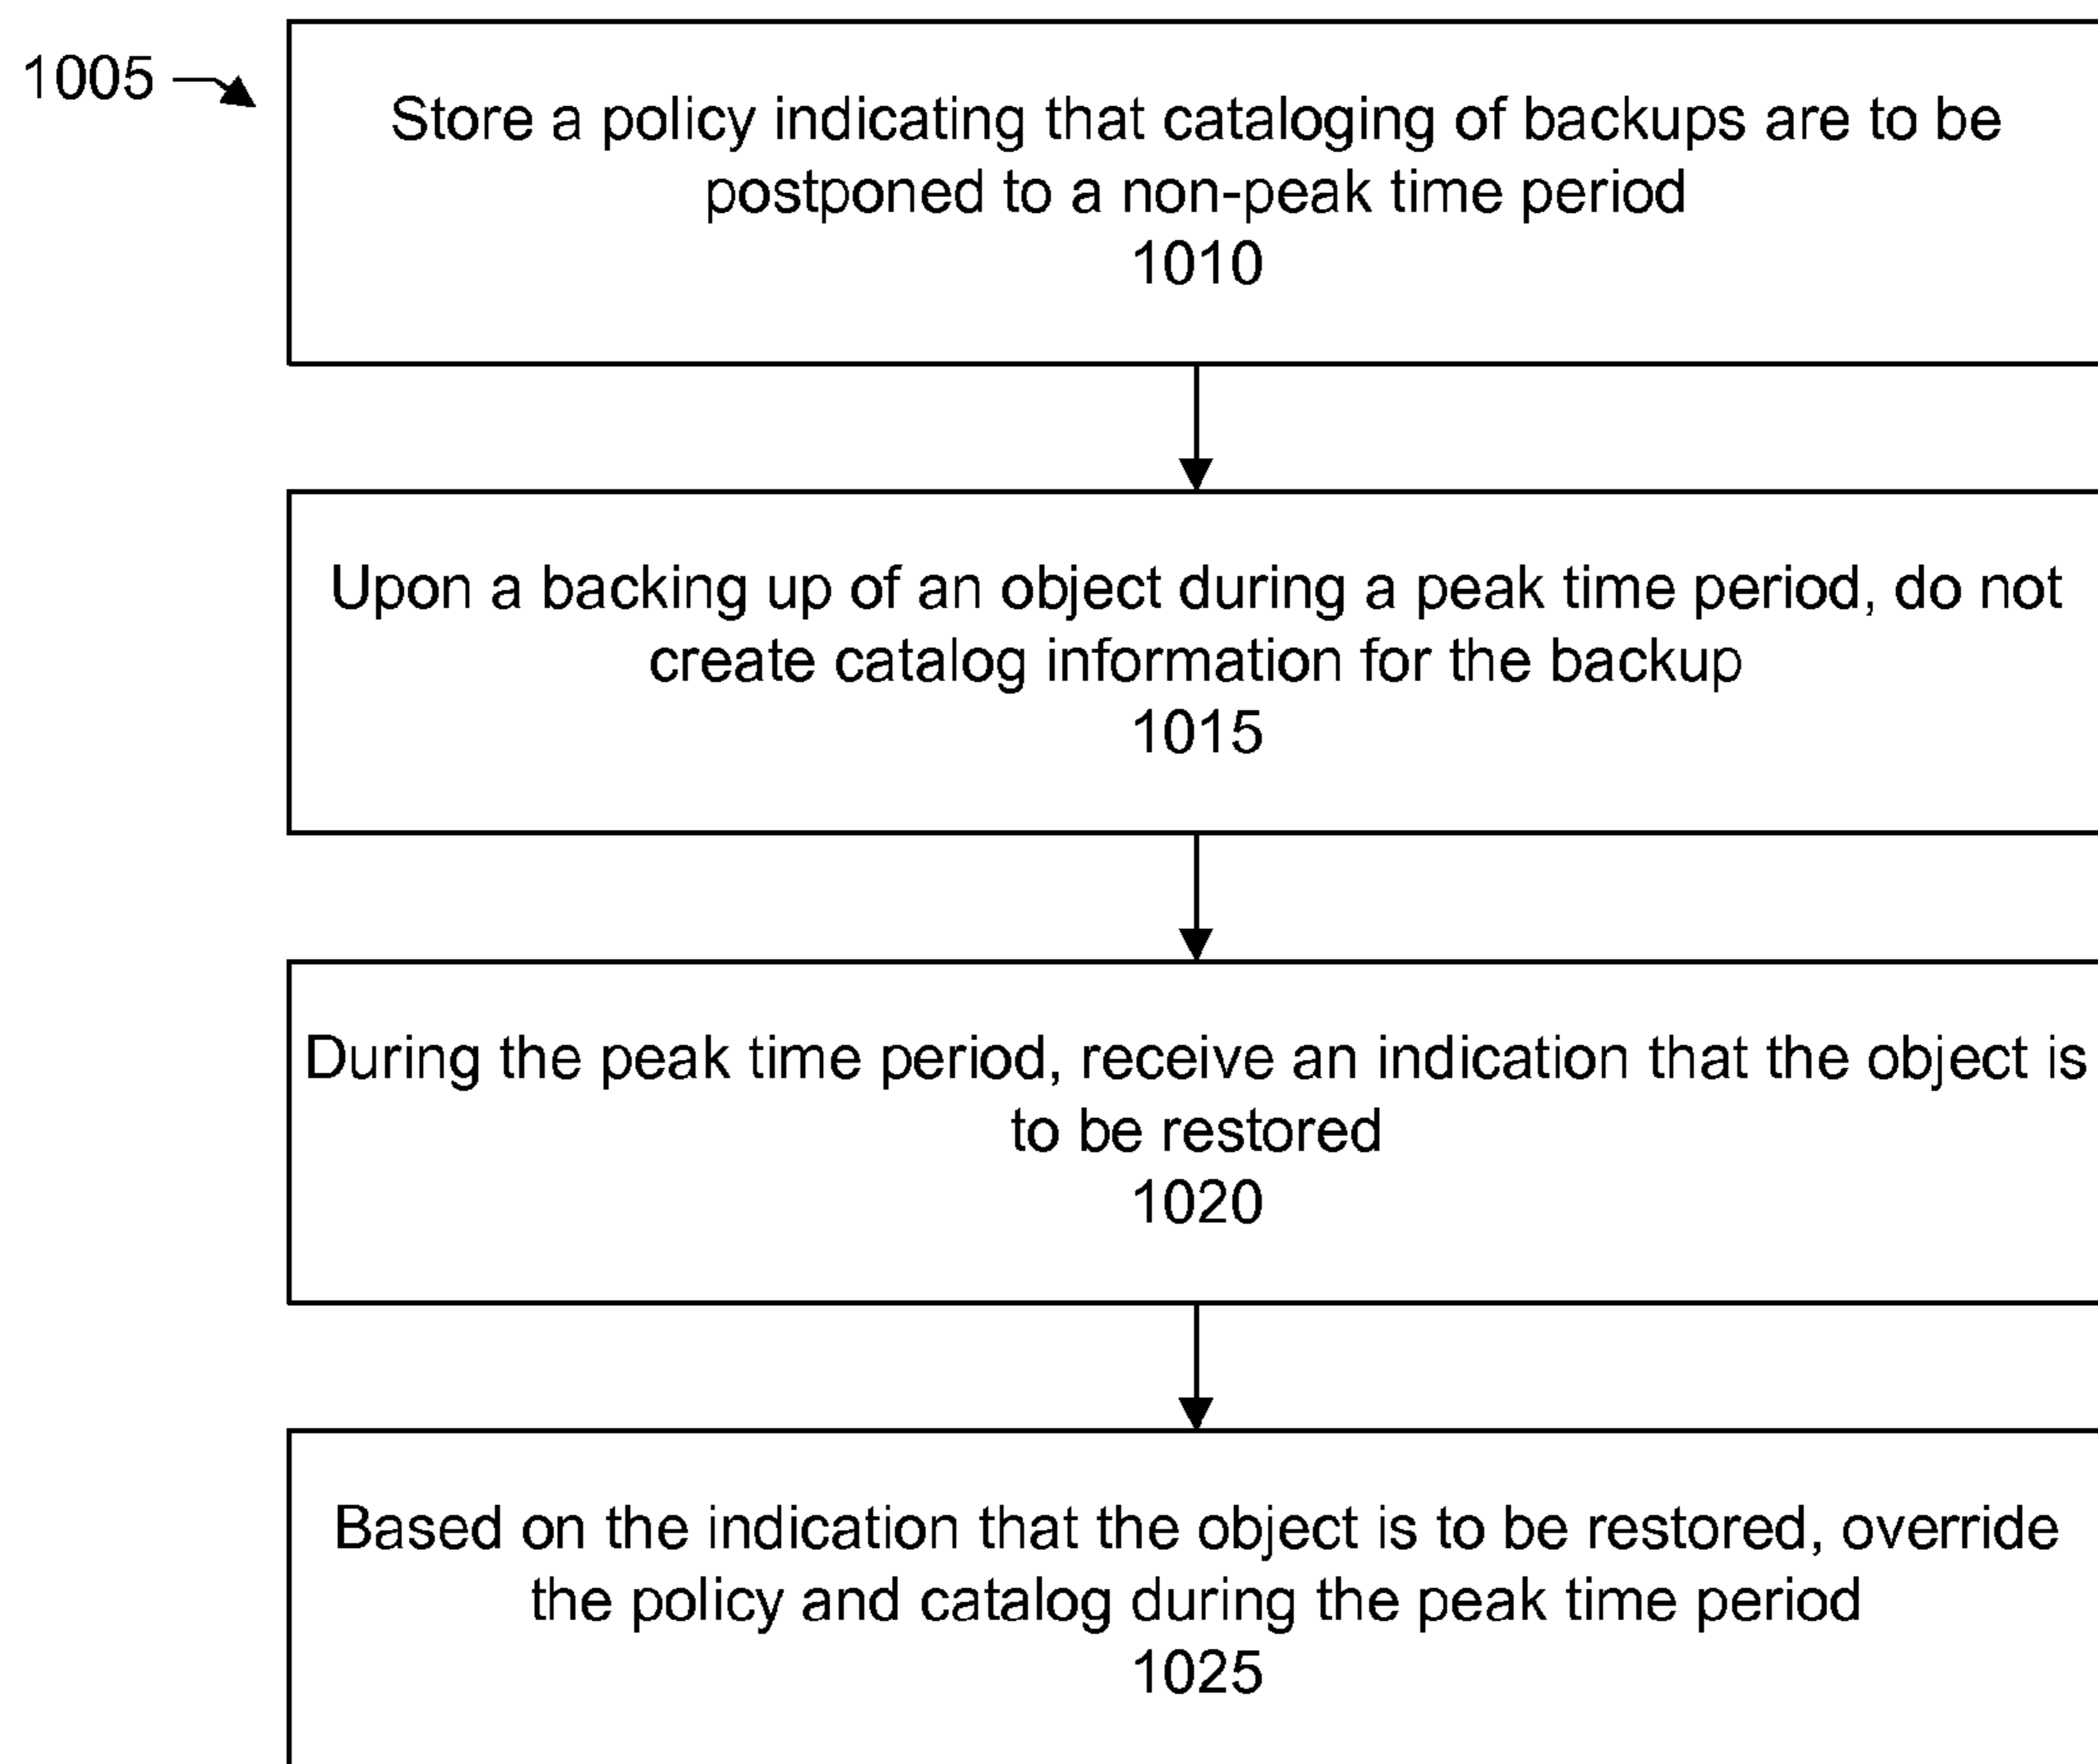 1005
Store a policy indicating that cataloging of backups are to be
postponed to a non-peak time period
1010
Upon a backing up of an object during a peak time period, do not
create catalog information for the backup
1015
During the peak time period, receive an indication that the object is
to be restored
1020
Based on the indication that the object is to be restored, override
the policy and catalog during the peak time period
1025